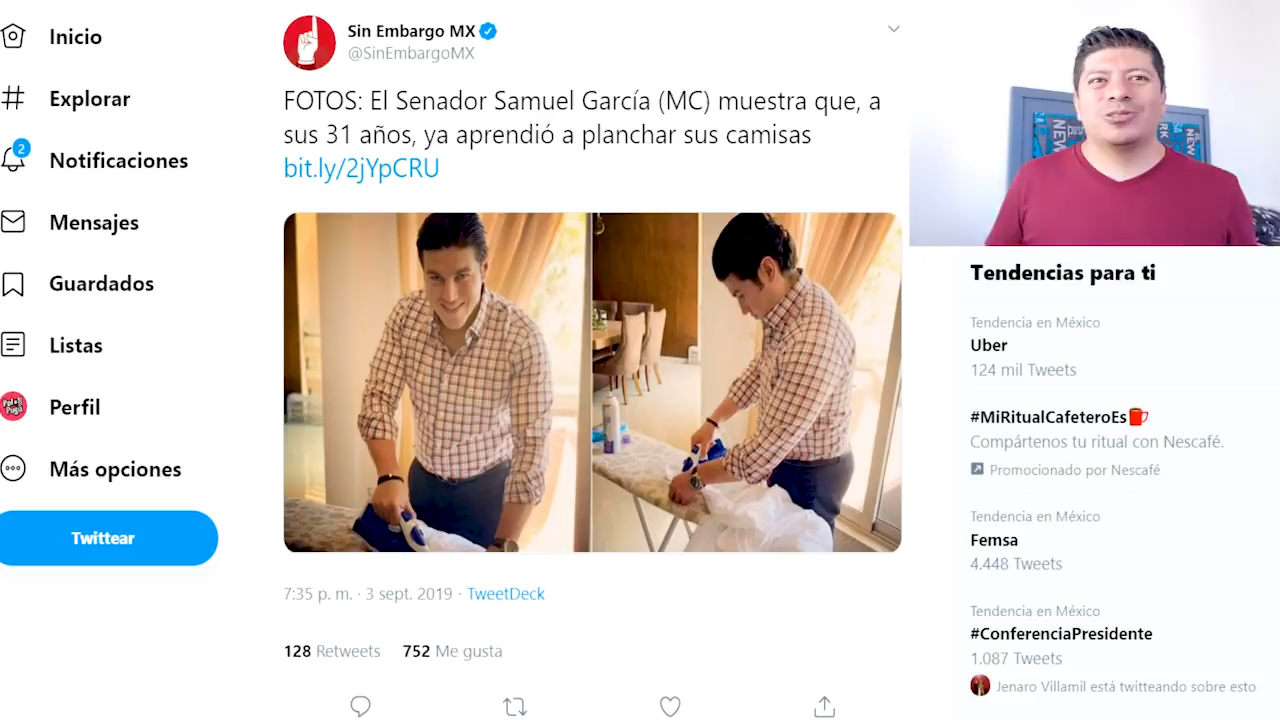 Inicio
Explorar
2
Notificaciones
Mensajes
Guardados
Listas
Perfil
Más opciones
Twittear
Sin Embargo MX
@SinEmbargoMX
FOTOS: El Senador Samuel García (MC) muestra que, a
sus 31 años, ya aprendió a planchar sus camisas
bit.ly/2jYpCRU
7:35 p. m. · 3 sept. 2019 · TweetDeck
128 Retweets 752 Me gusta
NEW
NEW
Tendencias para ti
Tendencia en México
Uber
124 mil Tweets
#MiRitualCafeteroEs
Compártenos tu ritual con Nescafé.
Promocionado por Nescafé
Tendencia en México
Femsa
4.448 Tweets
Tendencia en México
#ConferenciaPresidente
1.087 Tweets
Jenaro Villamil está twitteando sobre esto